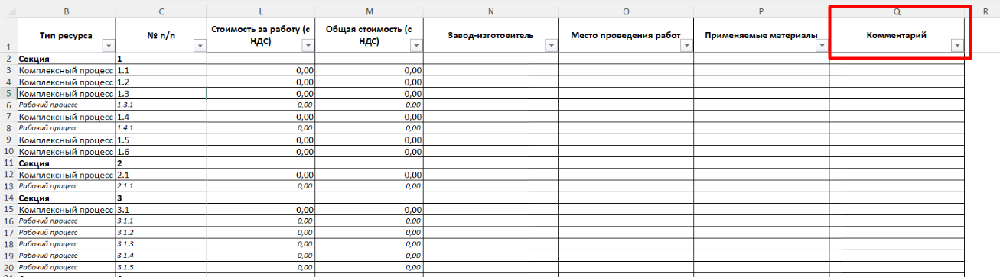 B C L M N O P Q R
1 Тип ресурса № п/п Стоимость за работу (с НДС) Общая стоимость (с НДС) Завод-изготовитель Место проведения работ Применяемые материалы Комментарий
2 Секция 1
3 Комплексный процесс 1.1 0,00 0,00
4 Комплексный процесс 1.2 0,00 0,00
5 Комплексный процесс 1.3 0,00 0,00
6 Рабочий процесс 1.3.1 0,00 0,00
7 Комплексный процесс 1.4 0,00 0,00
8 Рабочий процесс 1.4.1 0,00 0,00
9 Комплексный процесс 1.5 0,00 0,00
10 Комплексный процесс 1.6 0,00 0,00
11 Секция 2
12 Комплексный процесс 2.1 0,00 0,00
13 Рабочий процесс 2.1.1 0,00 0,00
14 Секция 3
15 Комплексный процесс 3.1 0,00 0,00
16 Рабочий процесс 3.1.1 0,00 0,00
17 Рабочий процесс 3.1.2 0,00 0,00
18 Рабочий процесс 3.1.3 0,00 0,00
19 Рабочий процесс 3.1.4 0,00 0,00
20 Рабочий процесс 3.1.5 0,00 0,00